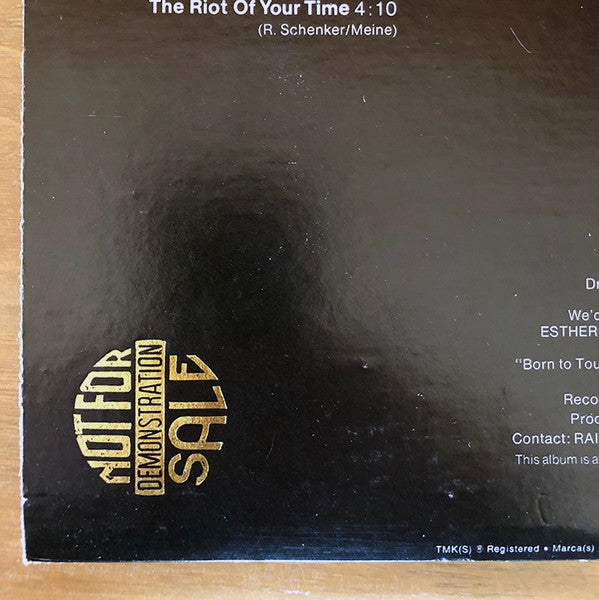 The Riot Of Your Time 4:10
(R. Schenker/Meine)
Dr
We'd
ESTHER
"Born to Tou
Reco
Proc
Contact: RAI
This album is a
NOT FOR
DEMONSTRATION
SALE
TMK(S) ® Registered • Marca(s)